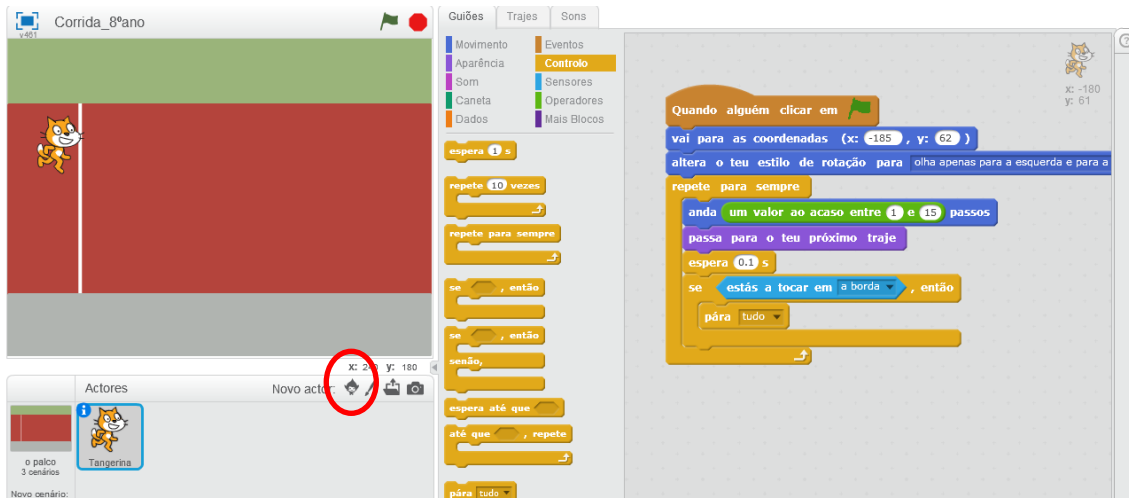 Corrida_8ºano
v461
x: 240 y: 180
Actores
Novo actor:
o palco
3 cenários
Novo cenário:
Tangerina
Guiões Trajes Sons
Movimento Eventos
Aparência Controlo
Som Sensores
Caneta Operadores
Dados Mais Blocos
espera 1 s
repete 10 vezes
repete para sempre
se , então
se , então
senão,
espera até que
até que , repete
pára tudo
Quando alguém clicar em
vai para as coordenadas (x: -185 , y: 62 )
altera o teu estilo de rotação para olha apenas para a esquerda e para a
repete para sempre
anda um valor ao acaso entre 1 e 15 passos
passa para o teu próximo traje
espera 0.1 s
se estás a tocar em a borda , então
pára tudo
x: -180
y: 61
?